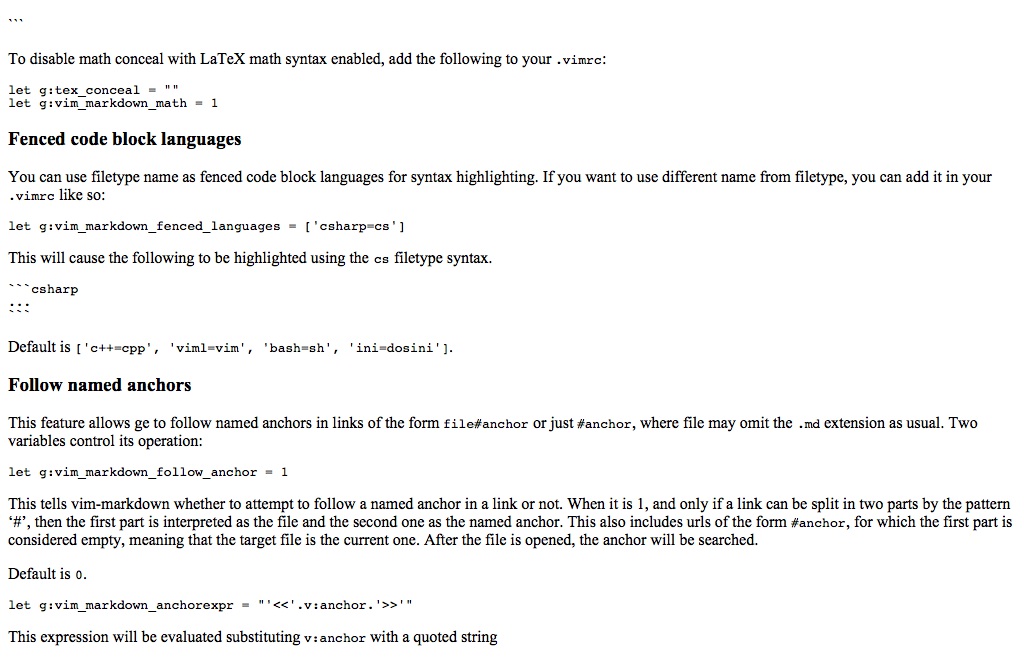 ```
To disable math conceal with LaTeX math syntax enabled, add the following to your .vimrc:
let g:tex_conceal = ""
let g:vim_markdown_math = 1
Fenced code block languages
You can use filetype name as fenced code block languages for syntax highlighting. If you want to use different name from filetype, you can add it in your
.vimrc like so:
let g:vim_markdown_fenced_languages = ['csharp=cs']
This will cause the following to be highlighted using the cs filetype syntax.
```csharp
...
```
Default is ['c++=cpp', 'viml=vim', 'bash=sh', 'ini=dosini'].
Follow named anchors
This feature allows ge to follow named anchors in links of the form file#anchor or just #anchor, where file may omit the .md extension as usual. Two
variables control its operation:
let g:vim_markdown_follow_anchor = 1
This tells vim-markdown whether to attempt to follow a named anchor in a link or not. When it is 1, and only if a link can be split in two parts by the pattern
‘#’, then the first part is interpreted as the file and the second one as the named anchor. This also includes urls of the form #anchor, for which the first part is
considered empty, meaning that the target file is the current one. After the file is opened, the anchor will be searched.
Default is 0.
let g:vim_markdown_anchorexpr = "'<<'.v:anchor.'>>'"
This expression will be evaluated substituting v:anchor with a quoted string